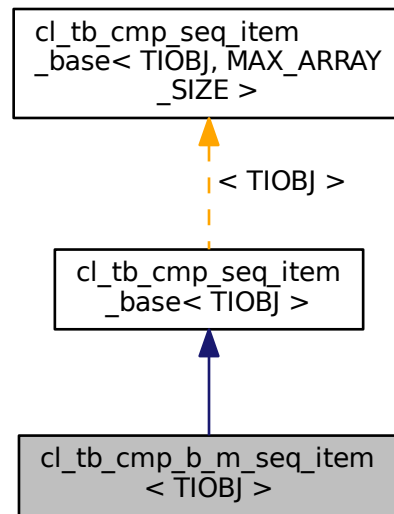 cl_tb_cmp_seq_item
_base< TIOBJ, MAX_ARRAY
_SIZE >
< TIOBJ >
cl_tb_cmp_seq_item
_base< TIOBJ >
cl_tb_cmp_b_m_seq_item
< TIOBJ >